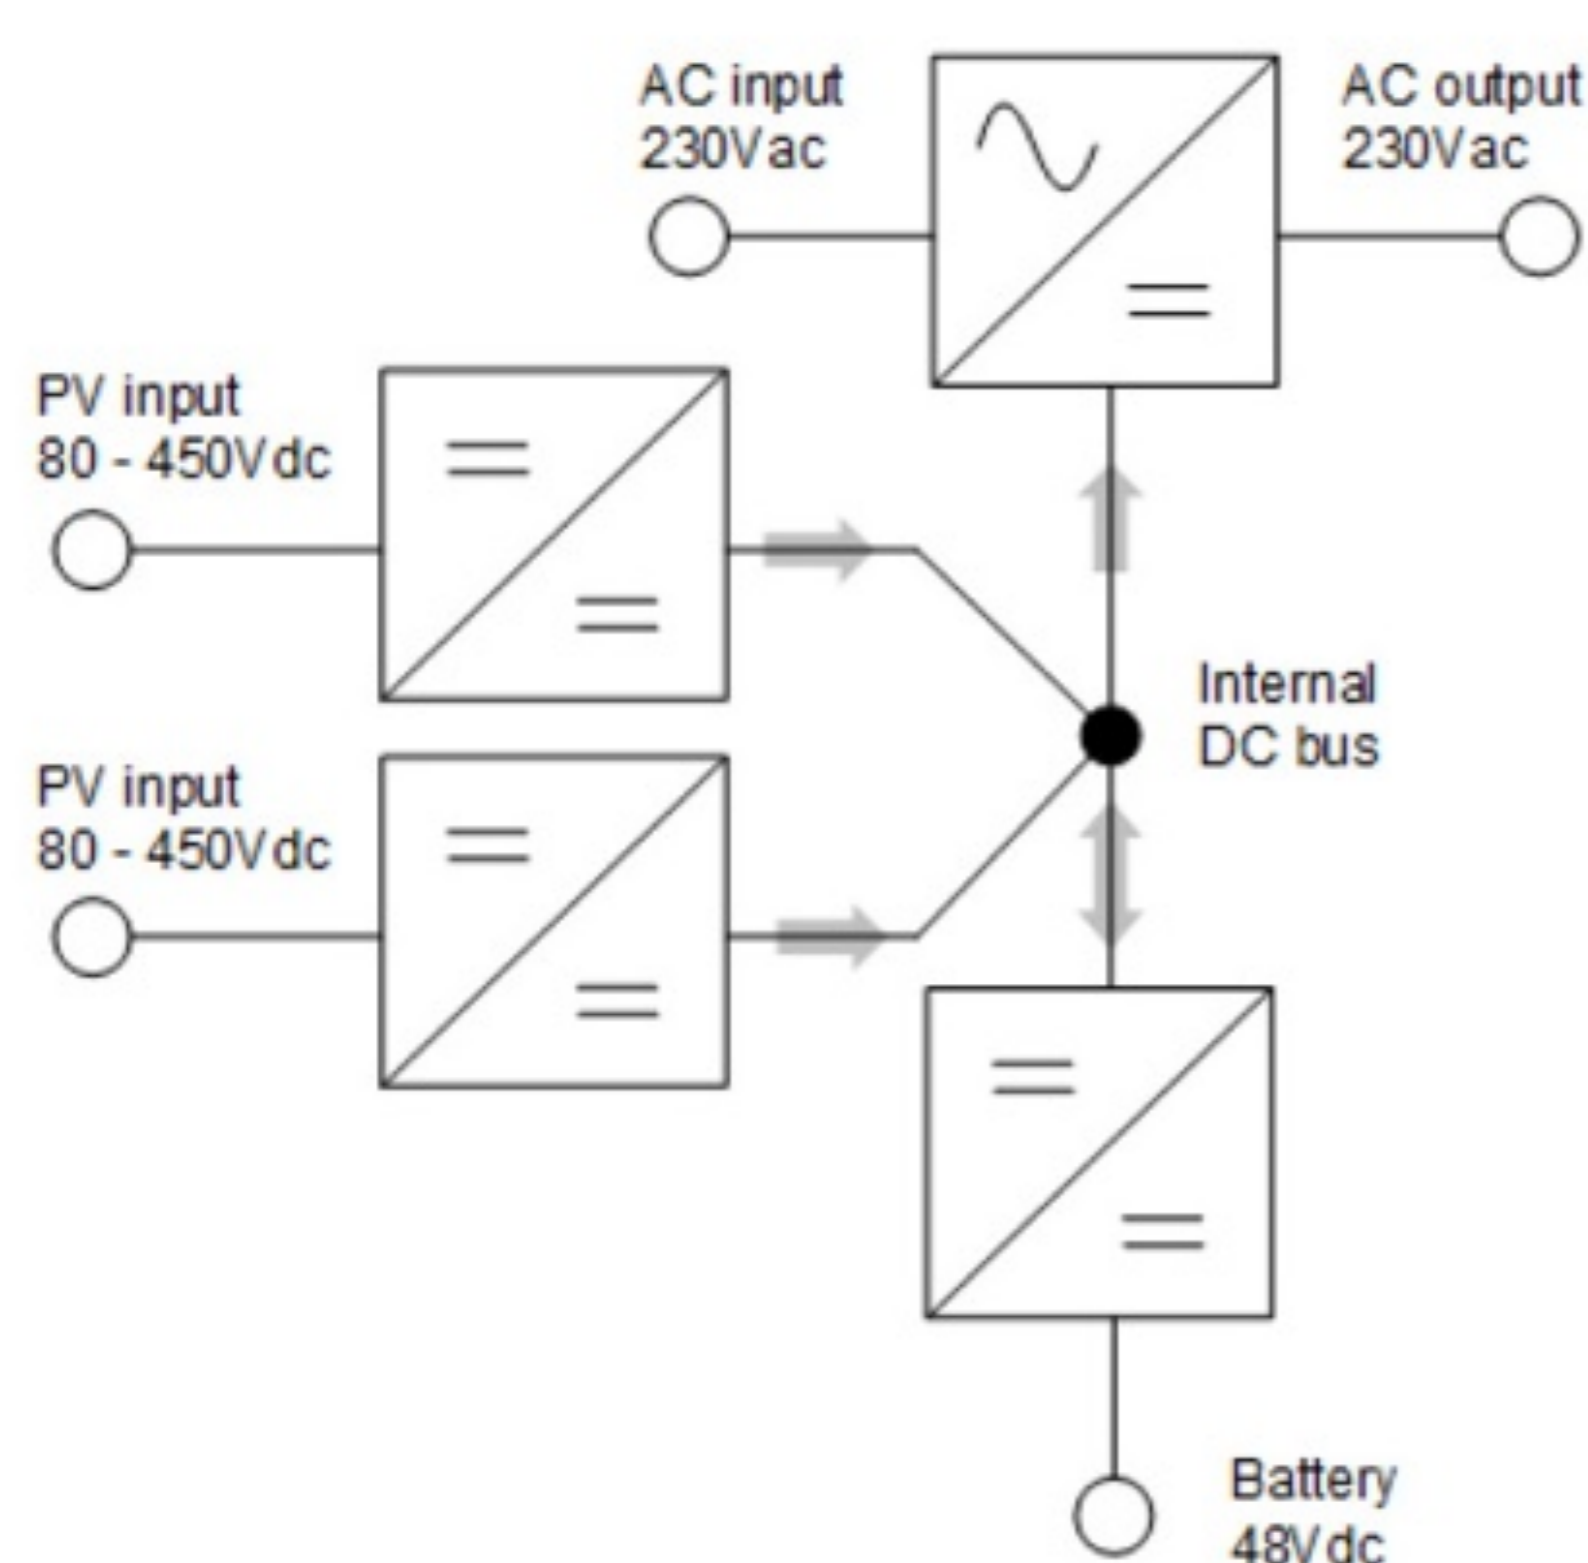 AC input
230Vac
AC output
230Vac
PV input
80 - 450Vdc
PV input
80 - 450Vdc
Internal
DC bus
Battery
48Vdc